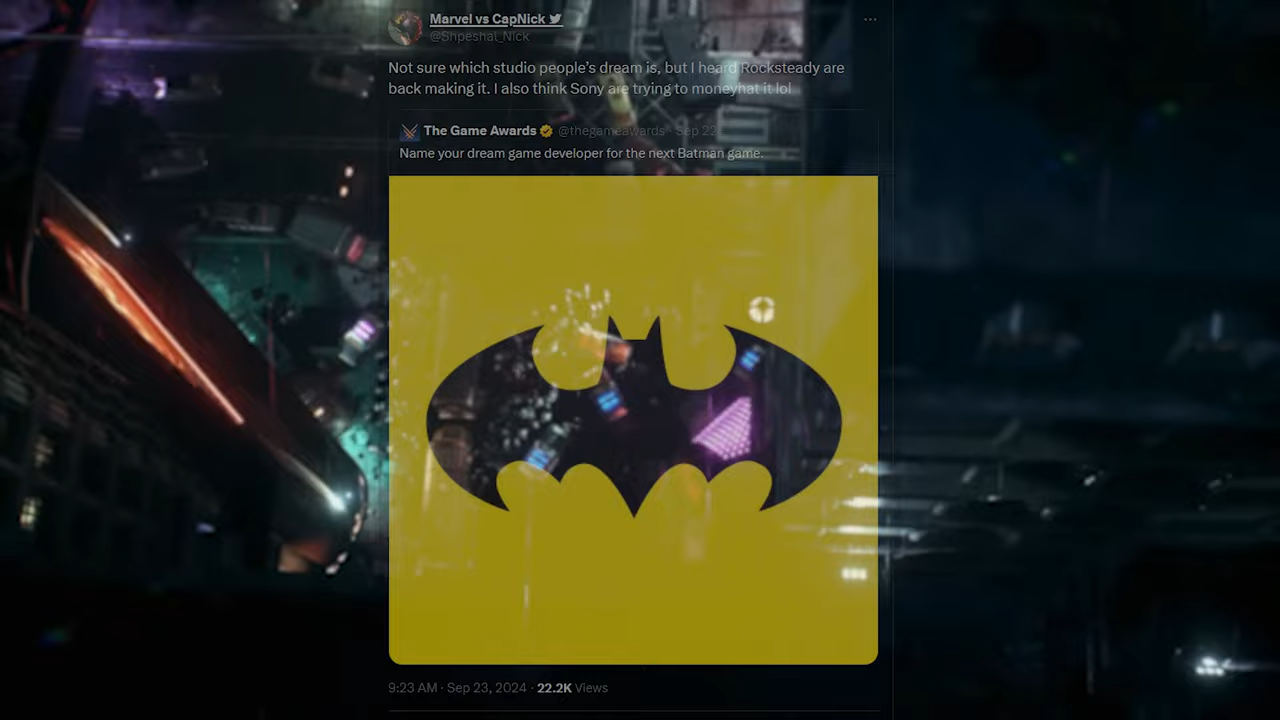 Marvel vs CapNick
@Shpeshal_Nick
Not sure which studio people's dream is, but I heard Rocksteady are
back making it. I also think Sony are trying to moneyhat it lol
The Game Awards @thegameawards · Sep 22
Name your dream game developer for the next Batman game.
9:23 AM · Sep 23, 2024 · 22.2K Views